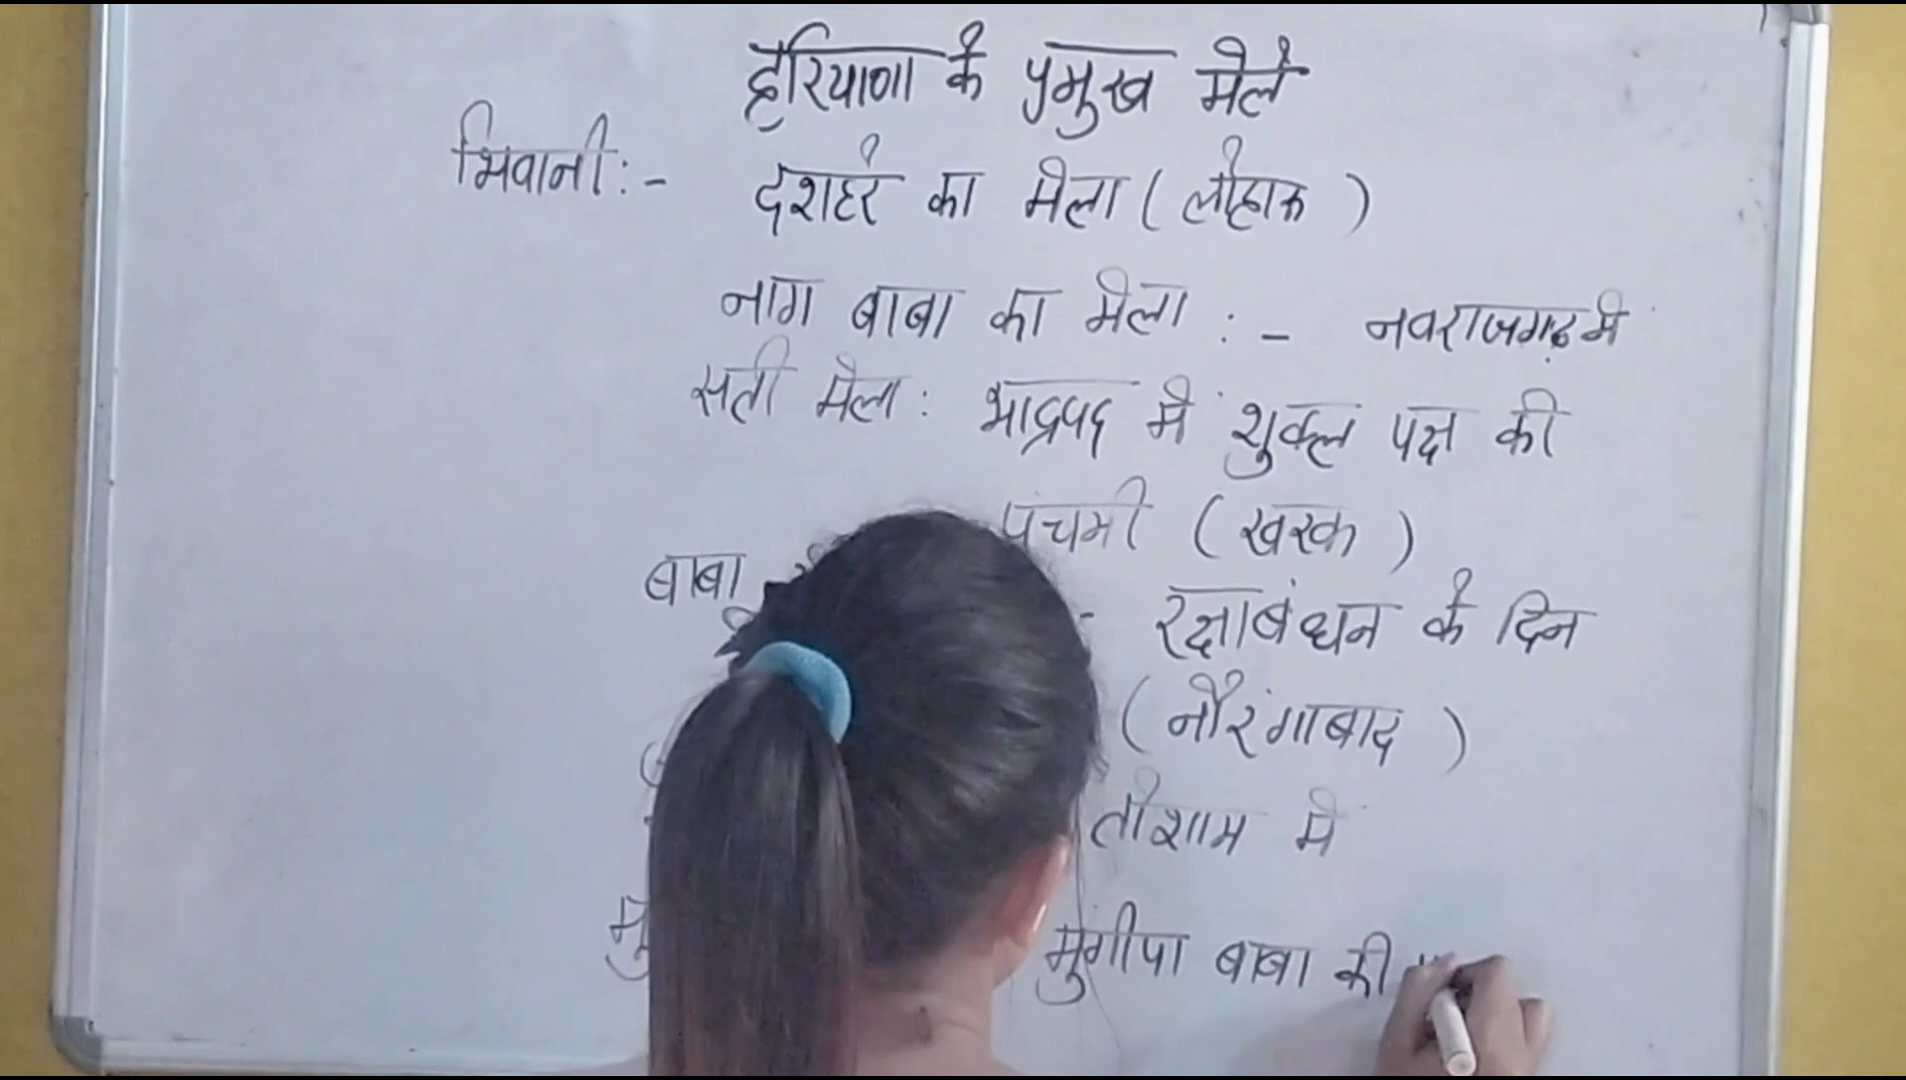 हरियाणा के प्रमुख मेले
भिवानी :- दशहरे का मेला ( लोहारू )
नाग बाबा का मेला :- नवराजगढ़ मे
सती मेला : भाद्रपद में शुक्ल पक्ष की
पंचमी ( खरक )
बाबा - रक्षाबंधन के दिन
( नौरंगाबाद )
तोशाम मे
मुंगीपा बाबा की